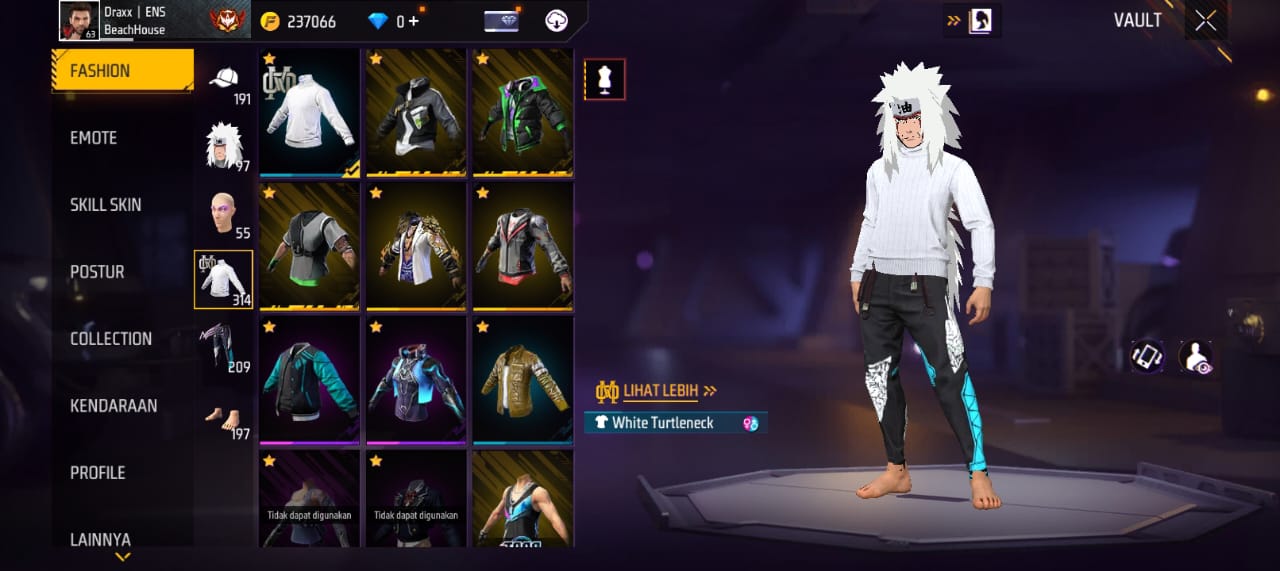 Draxx | ENS
BeachHouse
63
237066
0 +
VAULT
FASHION
EMOTE
SKILL SKIN
POSTUR
COLLECTION
KENDARAAN
PROFILE
LAINNYA
191
97
55
314
209
197
Tidak dapat digunakan
Tidak dapat digunakan
油
LIHAT LEBIH
White Turtleneck